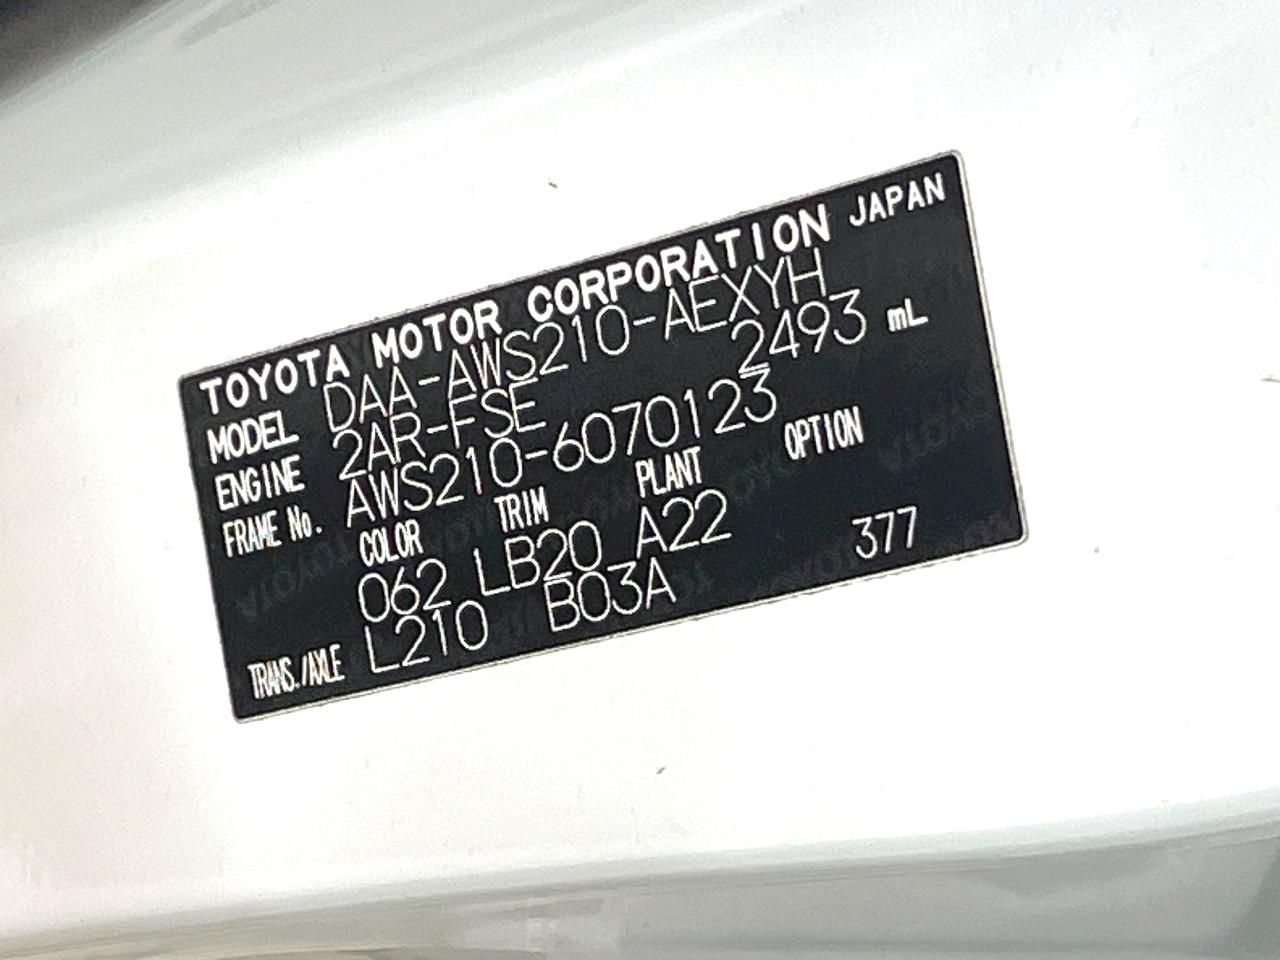 TOYOTA MOTOR CORPORATION JAPAN
MODEL DAA-AWS210-AEXYH
ENGINE 2AR-FSE 2493 mL
FRAME No. AWS210-6070123
COLOR TRIM PLANT OPTION
062 LB20 A22
TRANS./AXLE L210 B03A 377